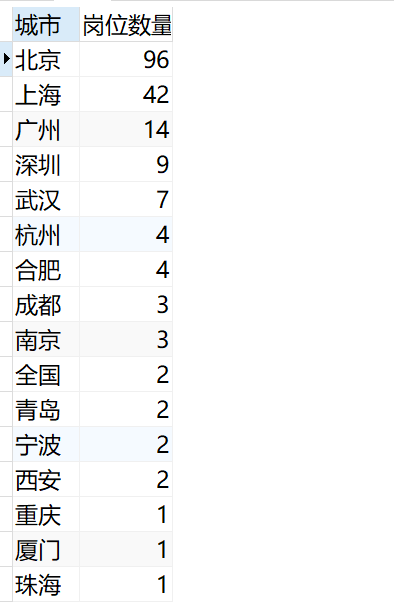 城市 岗位数量
北京 96
上海 42
广州 14
深圳 9
武汉 7
杭州 4
合肥 4
成都 3
南京 3
全国 2
青岛 2
宁波 2
西安 2
重庆 1
厦门 1
珠海 1